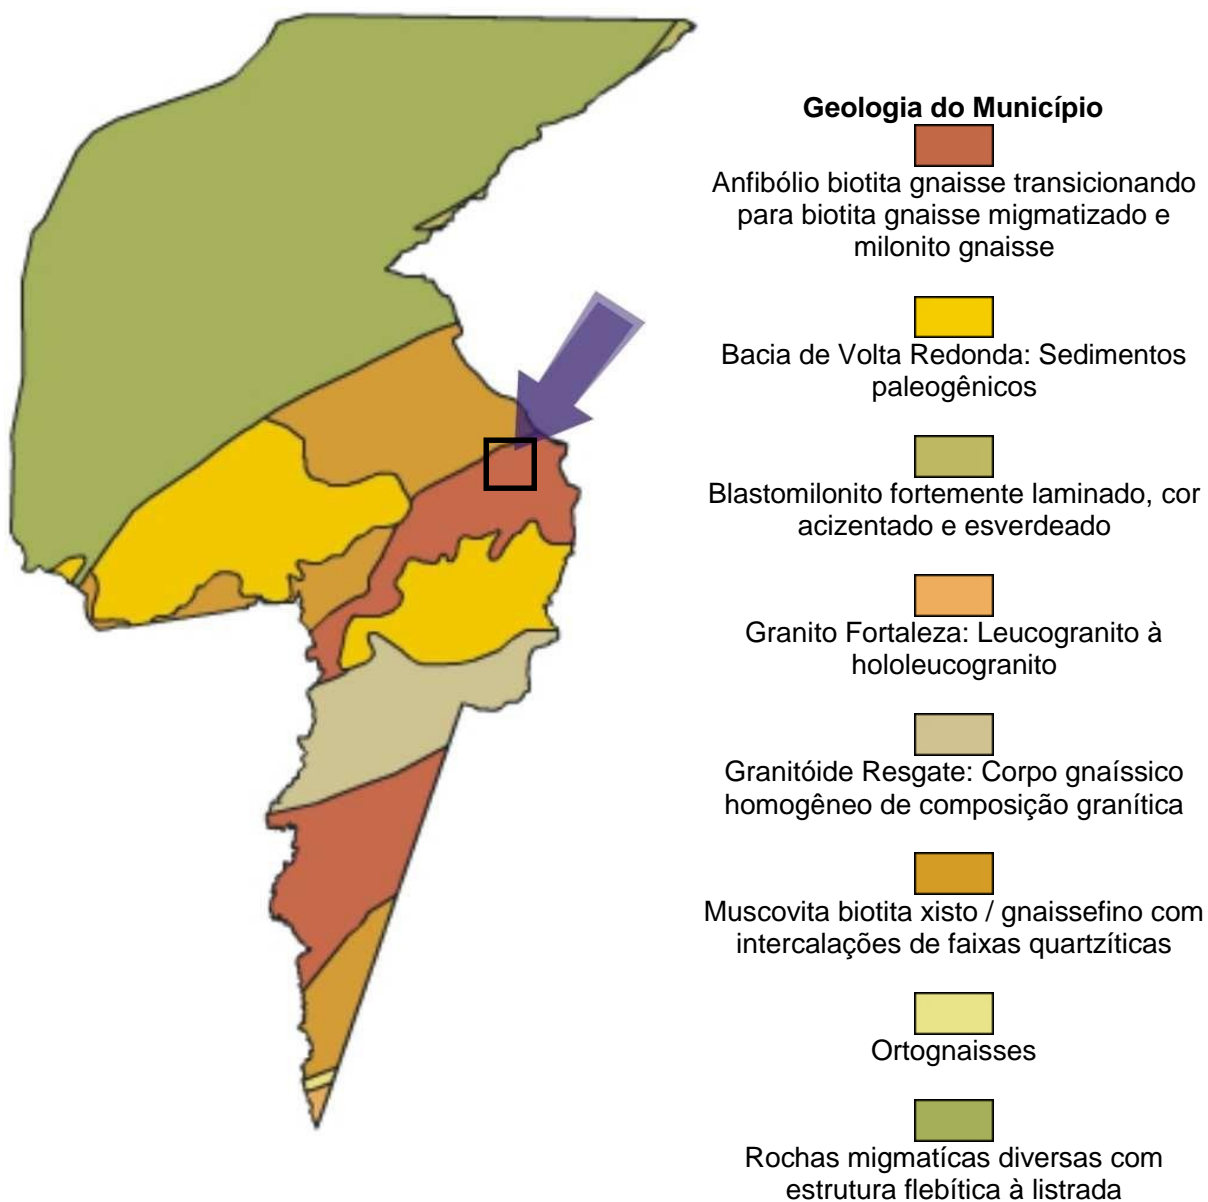 Geologia do Município
Anfibólio biotita gnaisse transicionando
para biotita gnaisse migmatizado e
milonito gnaisse
Bacia de Volta Redonda: Sedimentos
paleogênicos
Blastomilonito fortemente laminado, cor
acizentado e esverdeado
Granito Fortaleza: Leucogranito à
hololeucogranito
Granitóide Resgate: Corpo gnaíssico
homogêneo de composição granítica
Muscovita biotita xisto / gnaissefino com
intercalações de faixas quartzíticas
Ortognaisses
Rochas migmatícas diversas com
estrutura flebítica à listrada